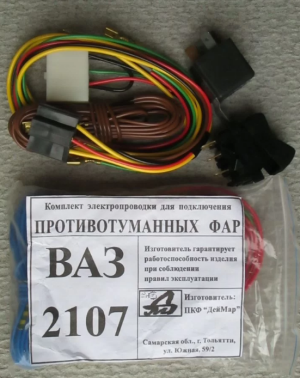 Комплект электропроводки для подключения
ПРОТИВОТУМАННЫХ ФАР
ВАЗ
2107
Изготовитель гарантирует
работоспособность изделия
при соблюдении
правил эксплуатации
Изготовитель:
ПКФ "ДейМар"
Самарская обл., г. Тольятти,
ул. Южная. 59/2